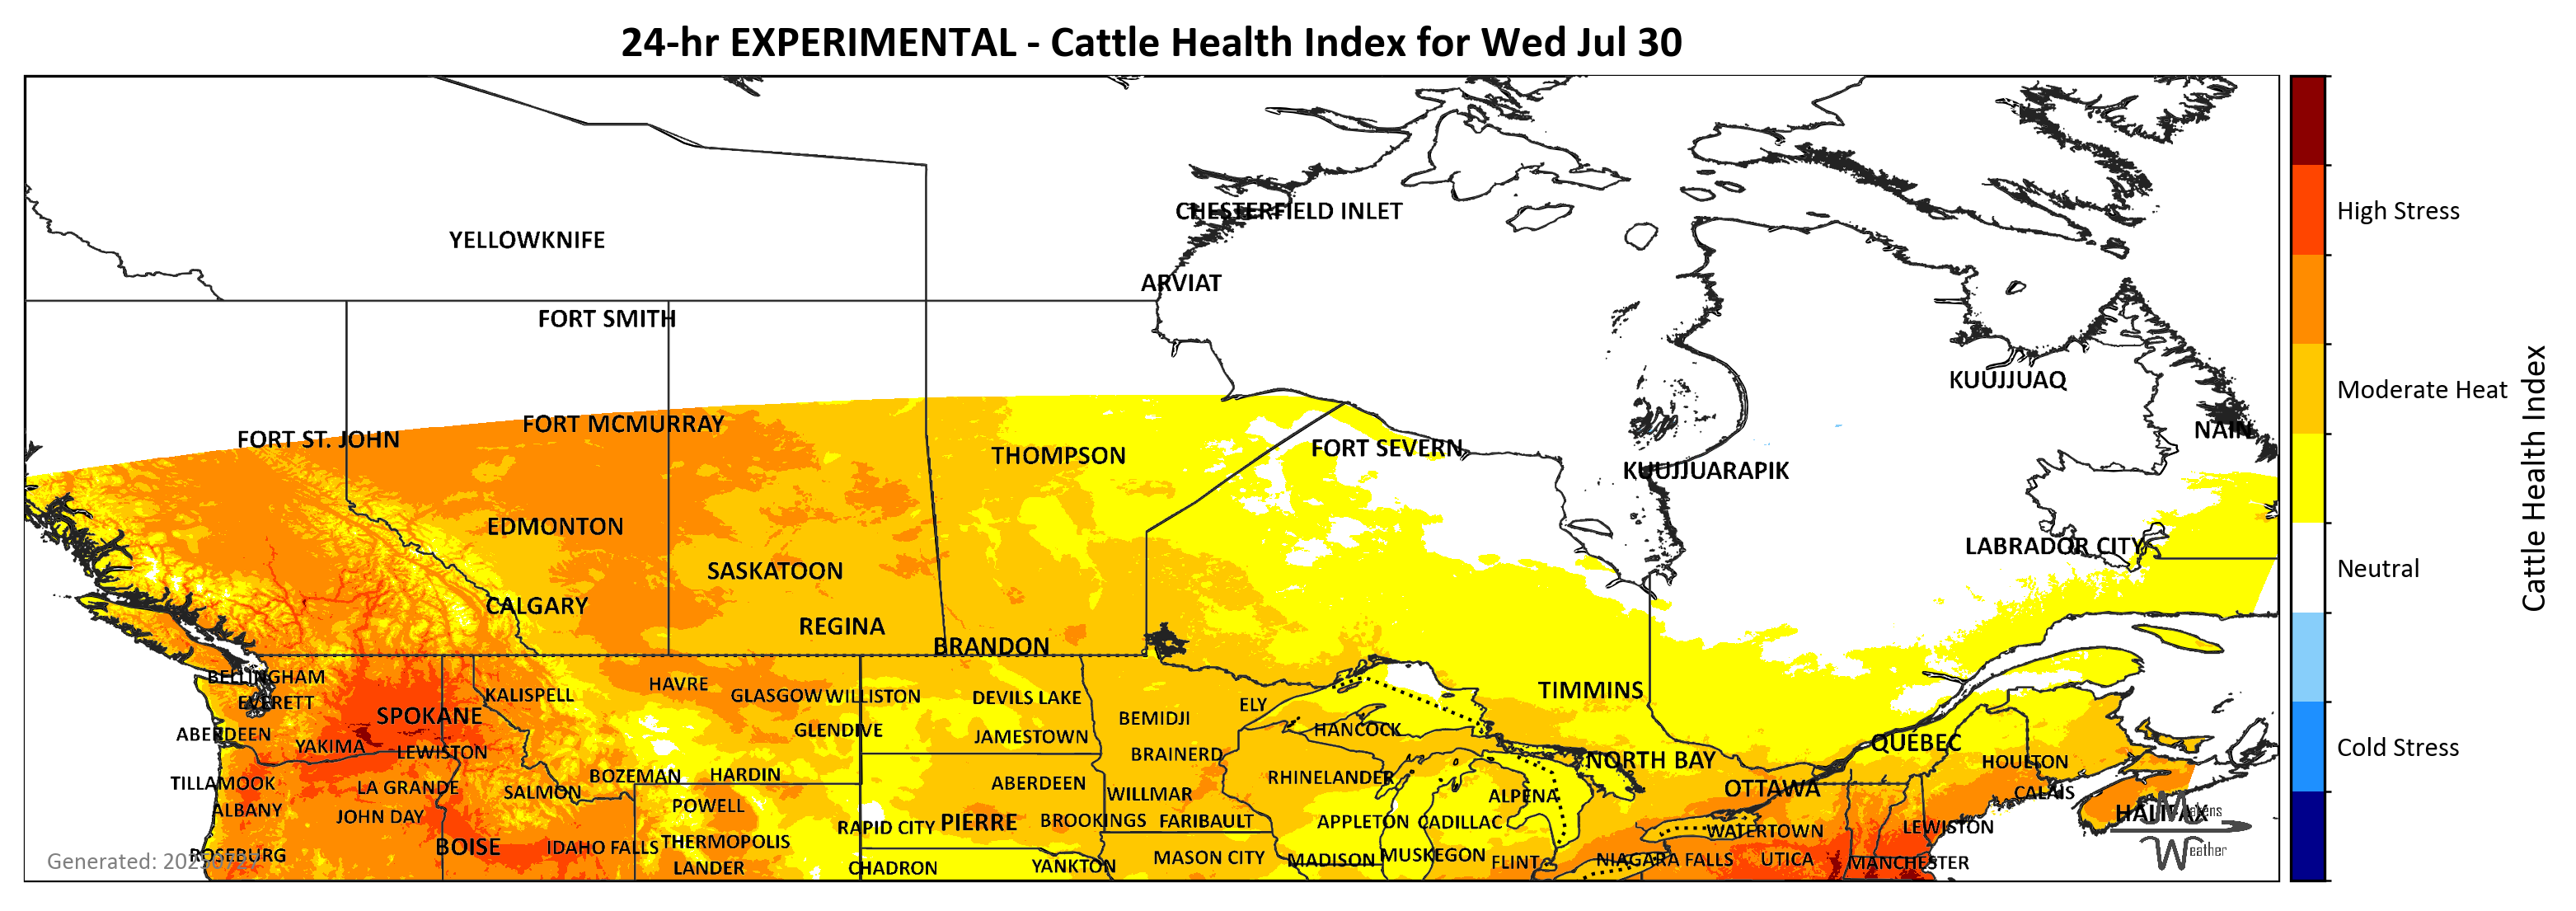 24-hr EXPERIMENTAL - Cattle Health Index for Wed Jul 30
CHESTERFIELD INLET
YELLOWKNIFE
ARVIAT
FORT SMITH
KUUJJUAQ
FORT MCMURRAY
NAIN
FORT ST. JOHN
THOMPSON
FORT SEVERN
KUUJJUARAPIK
EDMONTON
LABRADOR CITY
SASKATOON
CALGARY
REGINA
BRANDON
BELLINGHAM
HAVRE
KALISPELL
GLASGOW
WILLISTON
DEVILS LAKE
TIMMINS
EVERETT
ELY
SPOKANE
BEMIDJI
GLENDIVE
HANCOCK
ABERDEEN
JAMESTOWN
QUEBEC
YAKIMA
LEWISTON
BRAINERD
NORTH BAY
HOULTON
BOZEMAN
HARDIN
RHINELANDER
TILLAMOOK
LA GRANDE
SALMON
ABERDEEN
WILLMAR
ALPENA
OTTAWA
CALAIS
ALBANY
JOHN DAY
POWELL
RAPID CITY
PIERRE
BROOKINGS
FARIBAULT
APPLETON
CADILLAC
WATERTOWN
LEWISTON
HALIFAX
Makens
Weather
BOISE
IDAHO FALLS
THERMOPOLIS
ROSEBURG
MASON CITY
MADISON
MUSKEGON
FLINT
NIAGARA FALLS
UTICA
MANCHESTER
LANDER
CHADRON
YANKTON
Generated:
High Stress
Moderate Heat
Neutral
Cold Stress
Cattle Health Index